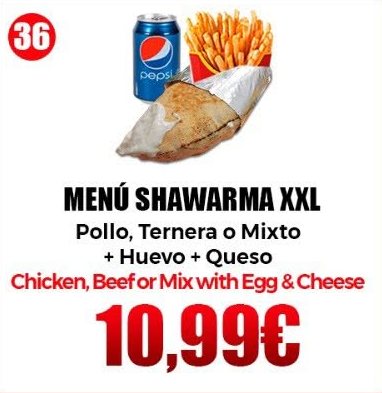 36
pepsi
MENÚ SHAWARMA XXL
Pollo, Ternera o Mixto
+ Huevo + Queso
Chicken, Beef or Mix with Egg & Cheese
10,99€